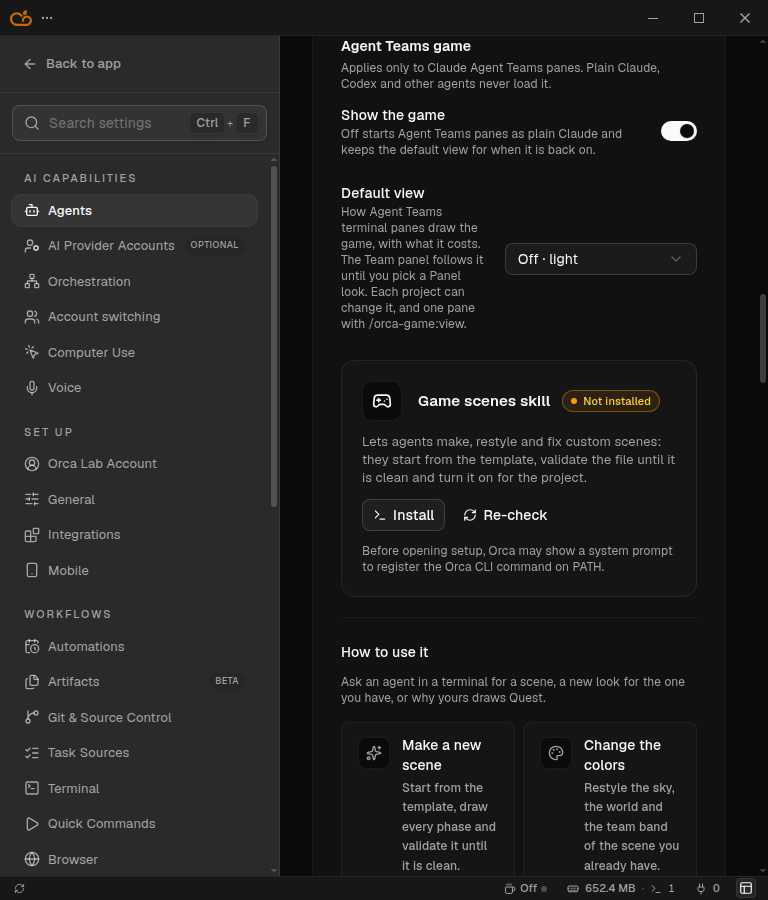 Back to app
Search settings
Ctrl + F
AI CAPABILITIES
Agents
AI Provider Accounts OPTIONAL
Orchestration
Account switching
Computer Use
Voice
SET UP
Orca Lab Account
General
Integrations
Mobile
WORKFLOWS
Automations
Artifacts BETA
Git & Source Control
Task Sources
Terminal
Quick Commands
Browser
Agent Teams game
Applies only to Claude Agent Teams panes. Plain Claude,
Codex and other agents never load it.
Show the game
Off starts Agent Teams panes as plain Claude and
keeps the default view for when it is back on.
Default view
How Agent Teams
terminal panes draw the
game, with what it costs.
The Team panel follows it
until you pick a Panel
look. Each project can
change it, and one pane
with /orca-game:view.
Off · light
Game scenes skill
Not installed
Lets agents make, restyle and fix custom scenes:
they start from the template, validate the file until it
is clean and turn it on for the project.
Install
Re-check
Before opening setup, Orca may show a system prompt
to register the Orca CLI command on PATH.
How to use it
Ask an agent in a terminal for a scene, a new look for the one
you have, or why yours draws Quest.
Make a new
scene
Start from the
template, draw
every phase and
validate it until
it is clean.
Change the
colors
Restyle the sky,
the world and
the team band
of the scene you
already have.
Off
652.4 MB · 1
0